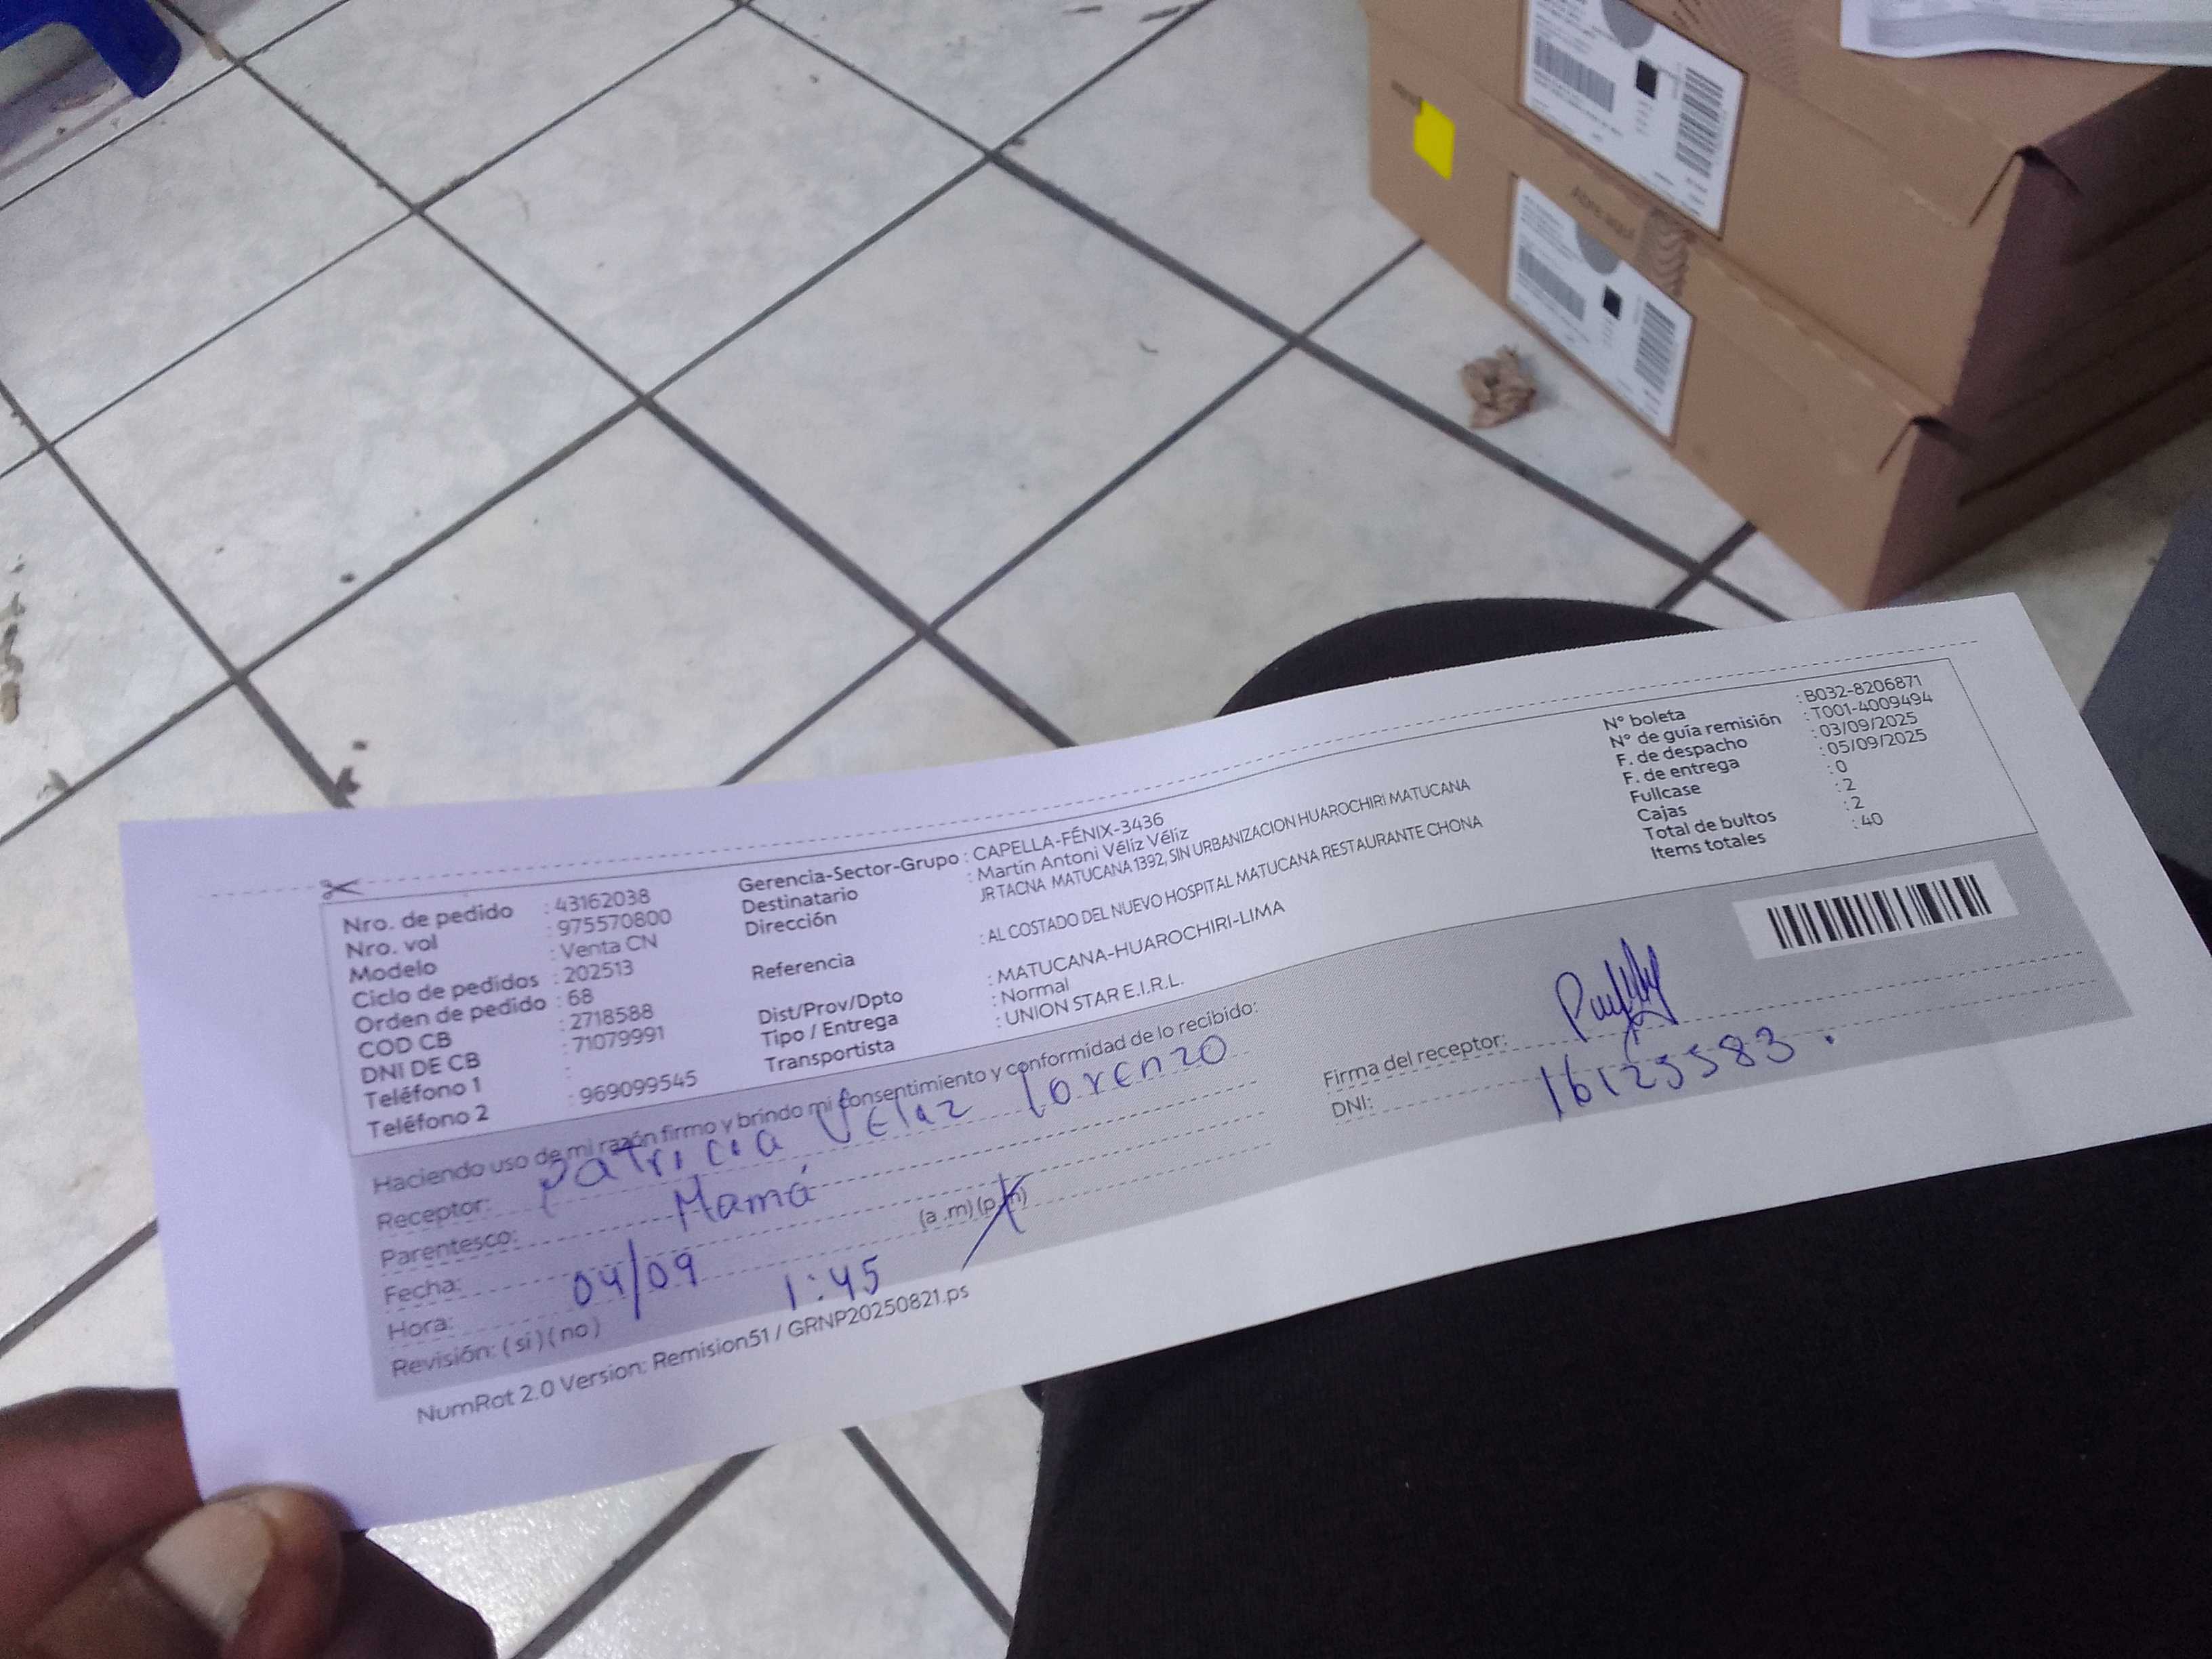 Nro. de pedido : 43162038
Nro. vol : 975570800
Modelo : Venta CN
Ciclo de pedidos : 202513
Orden de pedido : 68
COD CB : 2718588
DNI DE CB : 71079991
Teléfono 1 :
Teléfono 2 : 969099545
Gerencia-Sector-Grupo : CAPELLA-FÉNIX-3436
Destinatario : Martin Antoni Véliz Véliz
Dirección JR TACNA MATUCANA 1392, SIN URBANIZACION HUAROCHIRI MATUCANA
Referencia : AL COSTADO DEL NUEVO HOSPITAL MATUCANA RESTAURANTE CHONA
Dist/Prov/Dpto : MATUCANA-HUAROCHIRI-LIMA
Tipo / Entrega : Normal
Transportista : UNION STAR E.I.R.L.
N° boleta : B032-8206871
N° de guía remisión : T001-4009494
F. de despacho : 03/09/2025
F. de entrega : 05/09/2025
Fullcase : 0
Cajas : 2
Total de bultos : 2
Items totales : 40
Haciendo uso de mi razón firmo y brindo mi consentimiento y conformidad de lo recibido:
Receptor: Patricia Vélaz lorenzo
Parentesco: Mamá
Fecha: 04/09
Hora: 1:45 (a .m) (p.m)
Revisión: ( si ) ( no )
Firma del receptor:
DNI: 16125583.
NumRot 2.0 Version: Remision51 / GRNP20250821.ps
Abre aquí